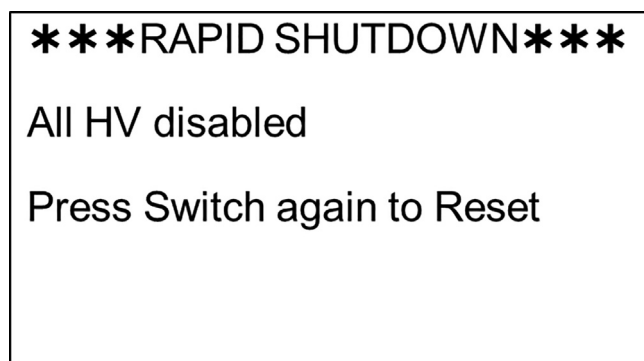 ***RAPID SHUTDOWN***
All HV disabled
Press Switch again to Reset